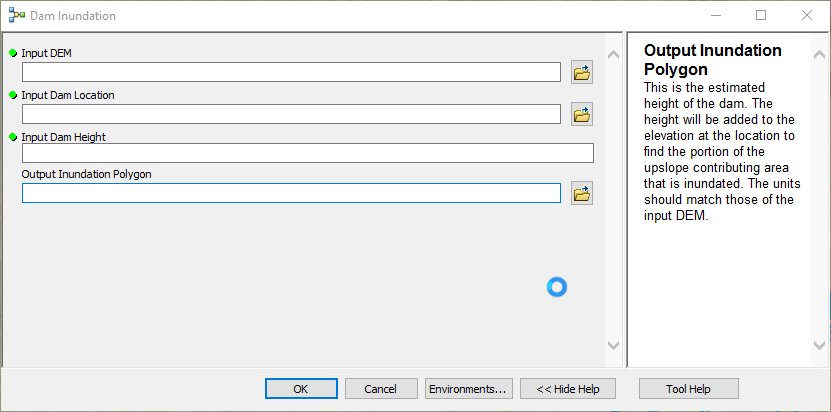 Dam Inundation
Input DEM
Input Dam Location
Input Dam Height
Output Inundation Polygon
Output Inundation
Polygon
This is the estimated
height of the dam. The
height will be added to the
elevation at the location to
find the portion of the
upslope contributing area
that is inundated. The units
should match those of the
input DEM.
OK
Cancel
Environments...
<< Hide Help
Tool Help